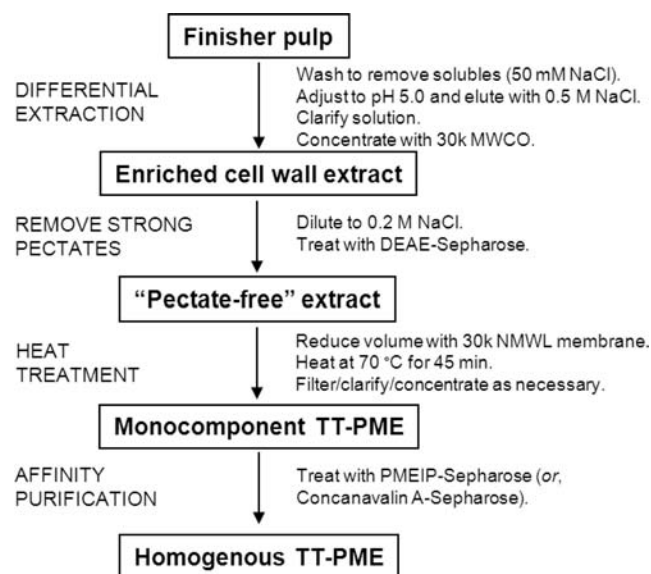 Finisher pulp
DIFFERENTIAL
EXTRACTION
Wash to remove solubles (50 mM NaCl).
Adjust to pH 5.0 and elute with 0.5 M NaCl.
Clarify solution.
Concentrate with 30k MWCO.
Enriched cell wall extract
REMOVE STRONG
PECTATES
Dilute to 0.2 M NaCl.
Treat with DEAE-Sepharose.
“Pectate-free” extract
HEAT
TREATMENT
Reduce volume with 30k NMWL membrane.
Heat at 70 °C for 45 min.
Filter/clarify/concentrate as necessary.
Monocomponent TT-PME
AFFINITY
PURIFICATION
Treat with PMEIP-Sepharose (or,
Concanavalin A-Sepharose).
Homogenous TT-PME